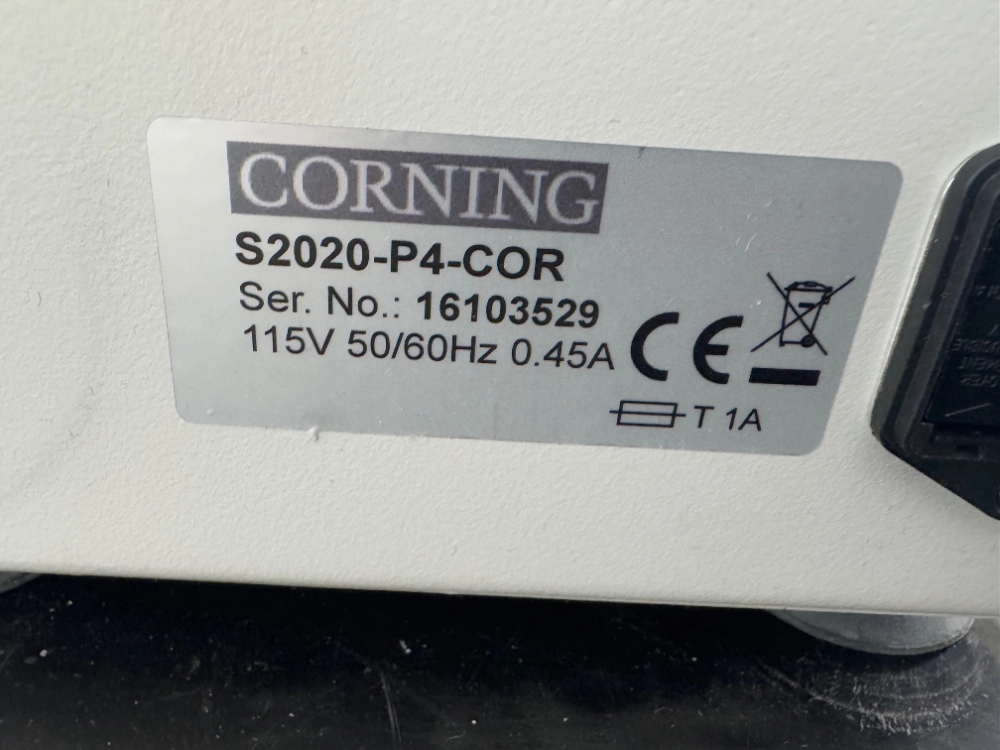 CORNING
S2020-P4-COR
Ser. No.: 16103529
115V 50/60Hz 0.45A
CE
T 1A